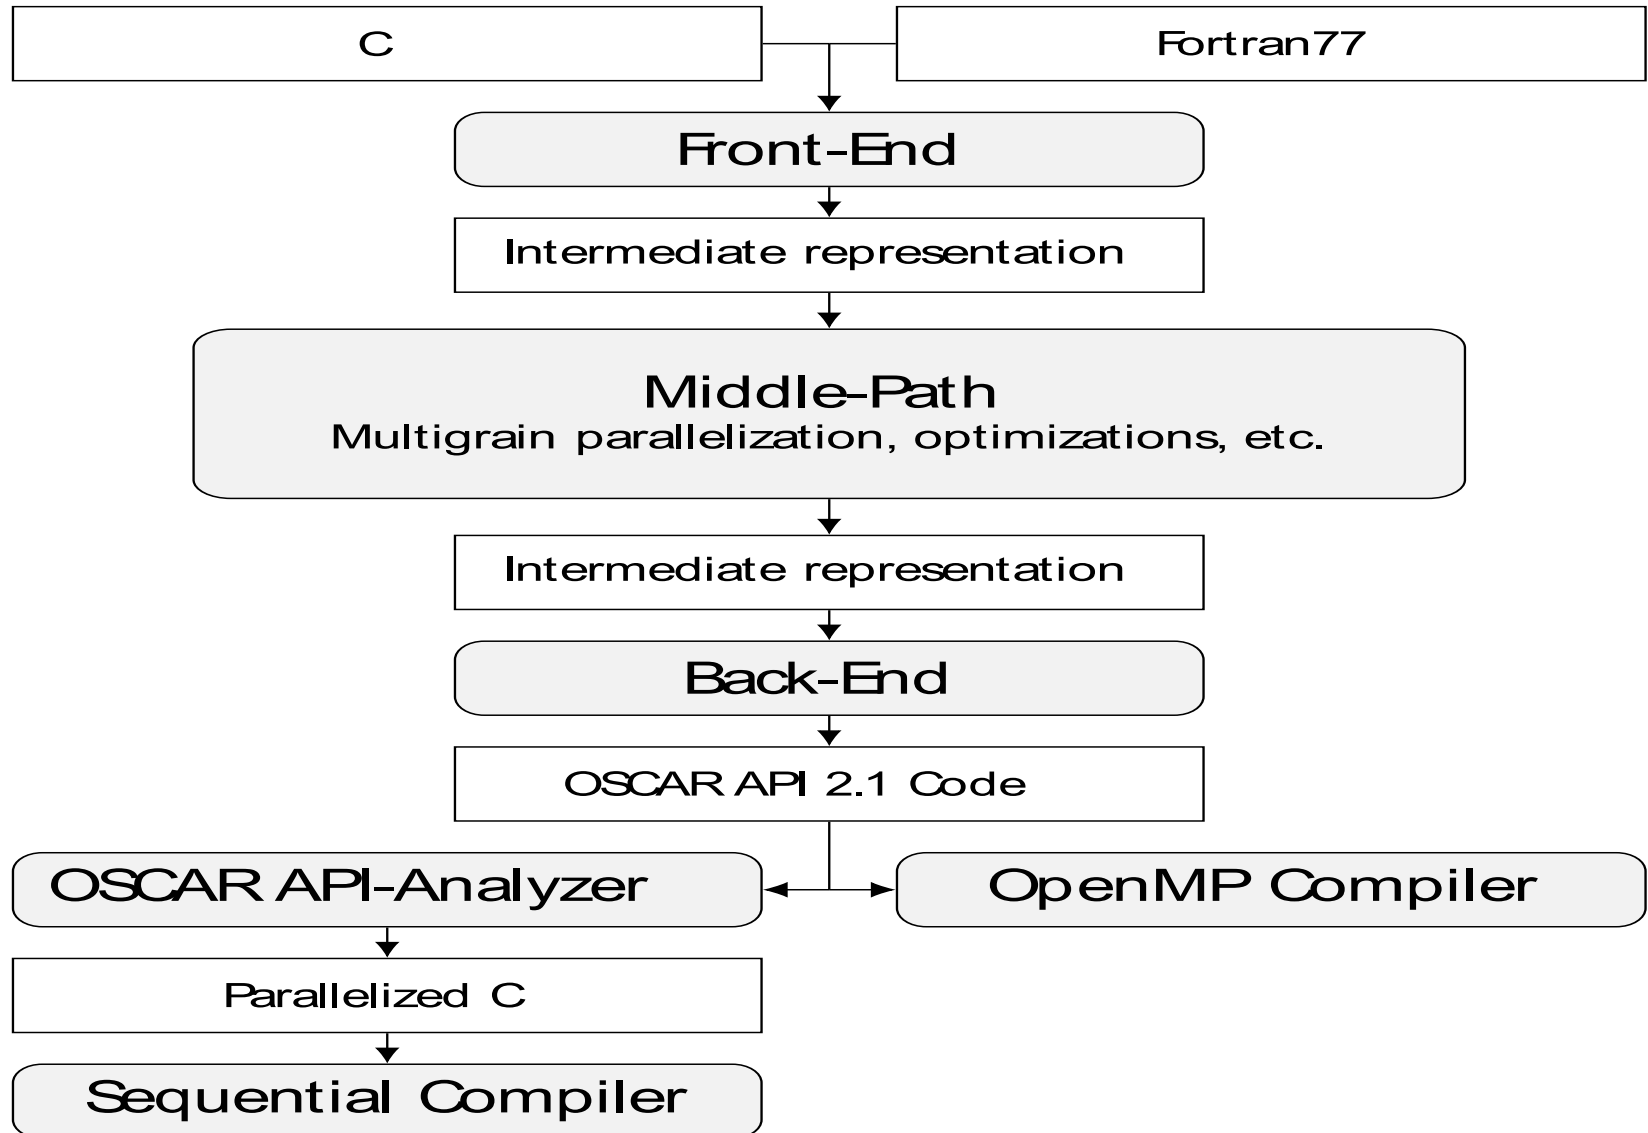 C
Fortran77
Front-End
Intermediate representation
Middle-Path
Multigrain parallelization, optimizations, etc.
Intermediate representation
Back-End
OSCAR API 2.1 Code
OSCAR API-Analyzer
OpenMP Compiler
Parallelized C
Sequential Compiler